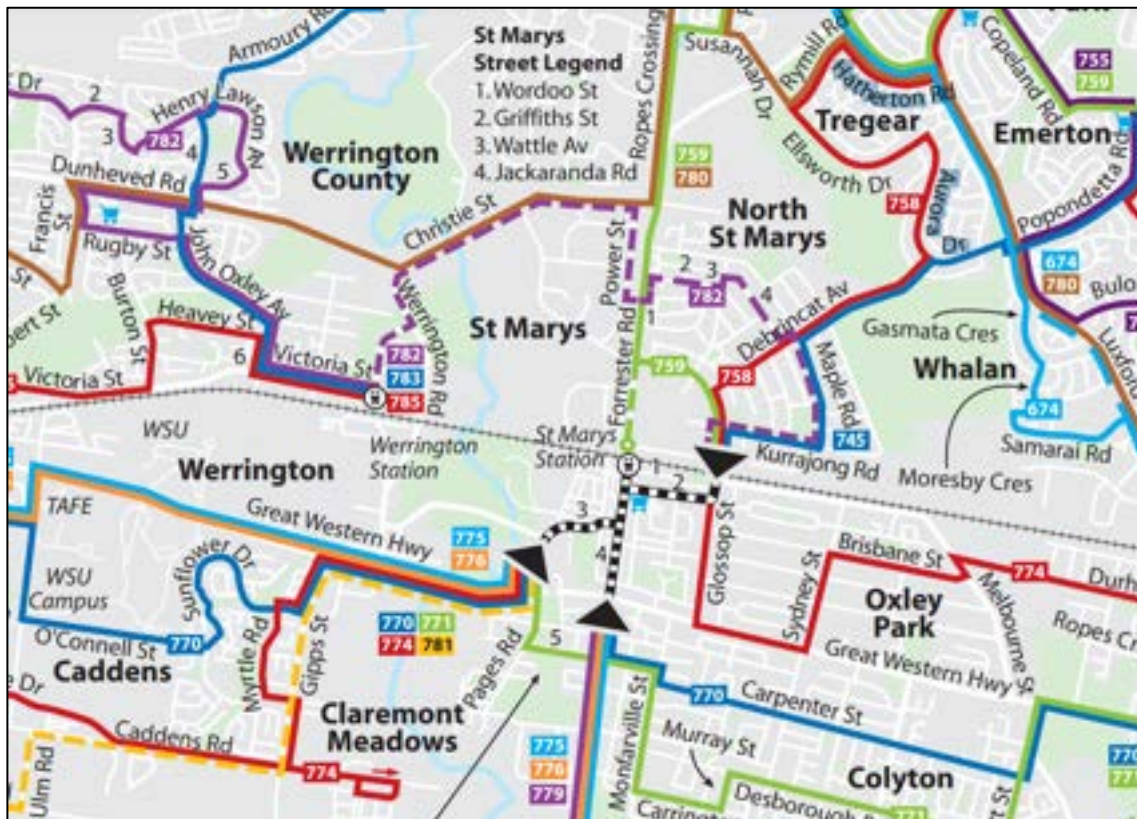 Armoury Rd
St Marys
Street Legend
1. Wordoo St
2. Griffiths St
3. Wattle Av
4. Jackaranda Rd
Ropes Crossing
Susannah Dr
Rymill Rd
Hatherton Rd
Copeland Rd
755
759
Dr
2
3
782
Henry Lawson Av
4
5
Werrington
County
759
780
Tregear
Emerton
Dunheved Rd
Ellsworth Dr
758
Aurora
Dr
Popondetta Rd
Francis
St
Rugby St
John Oxley Av
Christie St
Power St
North
St Marys
674
780
Bulo
Burton St
Heavey St
Werrington Rd
St Marys
2
3
782
4
1
Debrincat Av
Gasmata Cres
Luxford
Victoria St
6
Victoria St
782
783
785
Forrester Rd
759
758
Maple Rd
Whalan
674
WSU
Werrington
Station
St Marys
Station
745
Kurrajong Rd
Samarai Rd
Moresby Cres
Werrington
TAFE
Great Western Hwy
775
776
1
2
3
4
Glossop St
Brisbane St
774
Durh
WSU
Campus
Sunflower Dr
Sydney St
Melbourne St
Oxley
Park
Ropes Cr
O'Connell St
770
Myrtle Rd
Gipps St
770
771
774
781
Pages Rd
5
Great Western Hwy
Caddens
770
Carpenter St
Claremont
Meadows
Caddens Rd
774
Ulm Rd
775
776
779
Monfarville St
Murray St
Colyton
770
Desborough
Carrington